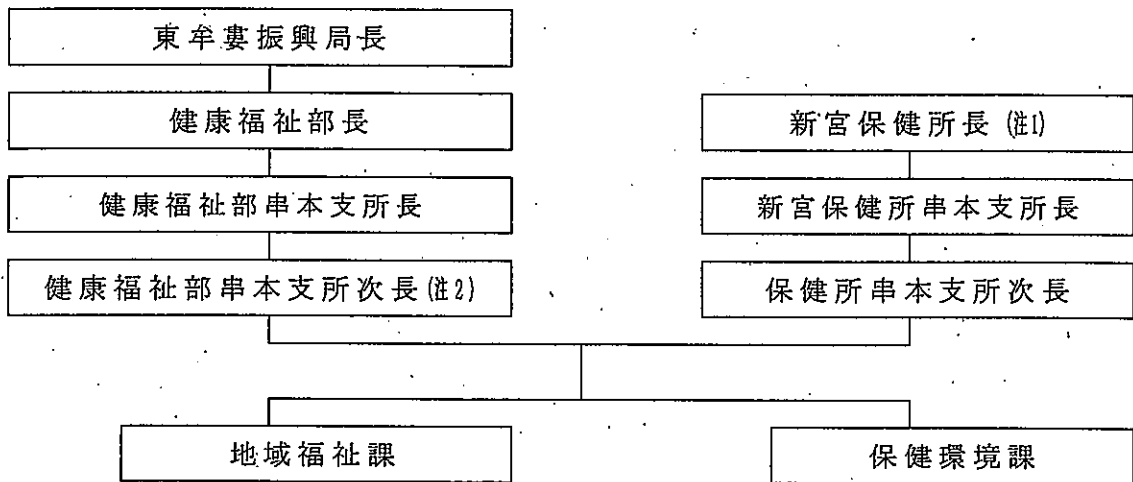 東牟婁振興局長
健康福祉部長
新宮保健所長(注1)
健康福祉部串本支所長
新宮保健所串本支所長
健康福祉部串本支所次長(注2)
保健所串本支所次長
地域福祉課
保健環境課